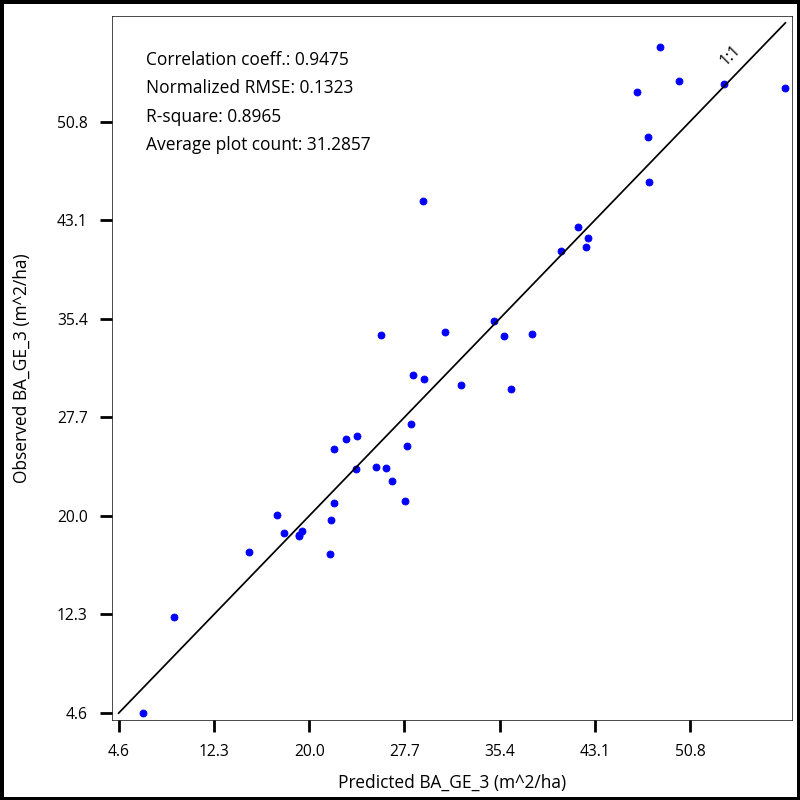 Correlation coeff.: 0.9475
Normalized RMSE: 0.1323
R-square: 0.8965
Average plot count: 31.2857
1:1
Observed BA_GE_3 (m^2/ha)
50.8
43.1
35.4
27.7
20.0
12.3
4.6
4.6 12.3 20.0 27.7 35.4 43.1 50.8
Predicted BA_GE_3 (m^2/ha)